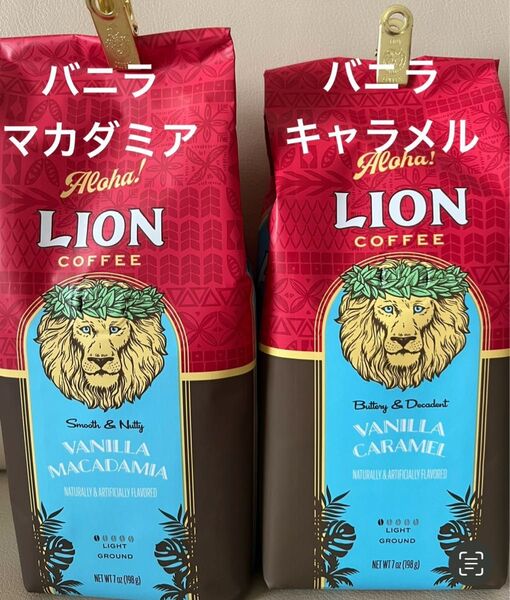 バニラ
マカダミア
Aloha!
LION
COFFEE
Smooth & Nutty
VANILLA
MACADAMIA
NATURALLY & ARTIFICIALLY FLAVORED
LIGHT
GROUND
NET WT 7 oz (198 g)
バニラ
キャラメル
Aloha!
LION
COFFEE
Buttery & Decadent
VANILLA
CARAMEL
NATURALLY & ARTIFICIALLY FLAVORED
LIGHT
GROUND
NET WT 7 oz (198 g)